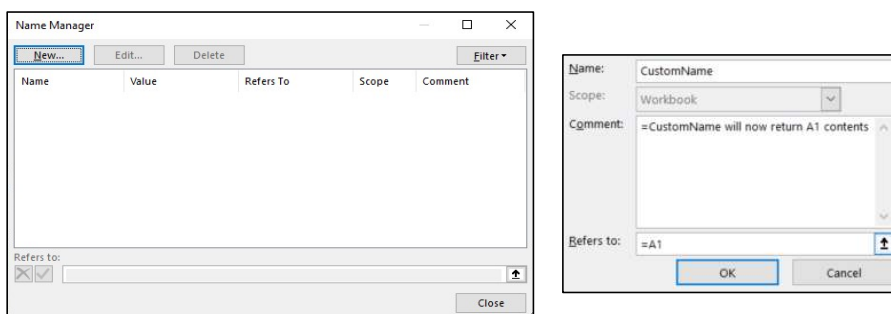 Name Manager
New... Edit... Delete Filter
Name Value Refers To Scope Comment
Refers to:
Close
Name: CustomName
Scope: Workbook
Comment: =CustomName will now return A1 contents
Refers to: =A1
OK Cancel